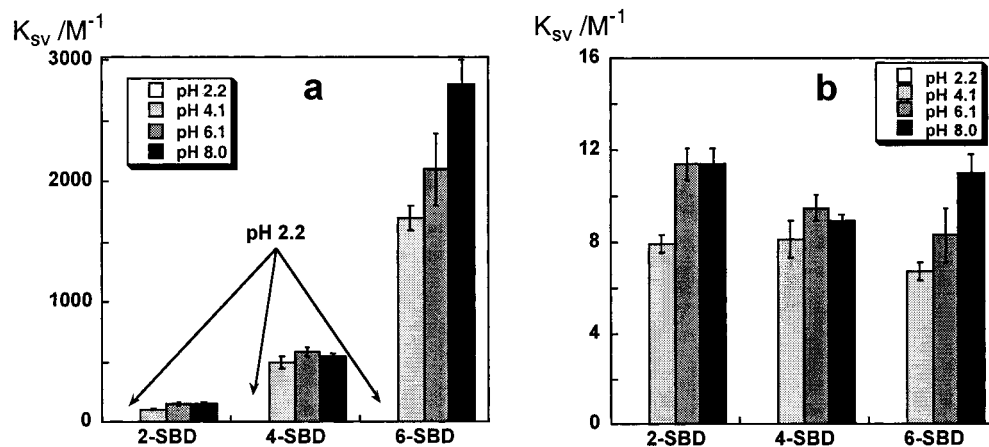 K_SV /M⁻¹
3000
2000
1000
0
pH 2.2
pH 4.1
pH 6.1
pH 8.0
a
pH 2.2
2-SBD
4-SBD
6-SBD
K_SV /M⁻¹
16
12
8
4
0
pH 2.2
pH 4.1
pH 6.1
pH 8.0
b
2-SBD
4-SBD
6-SBD